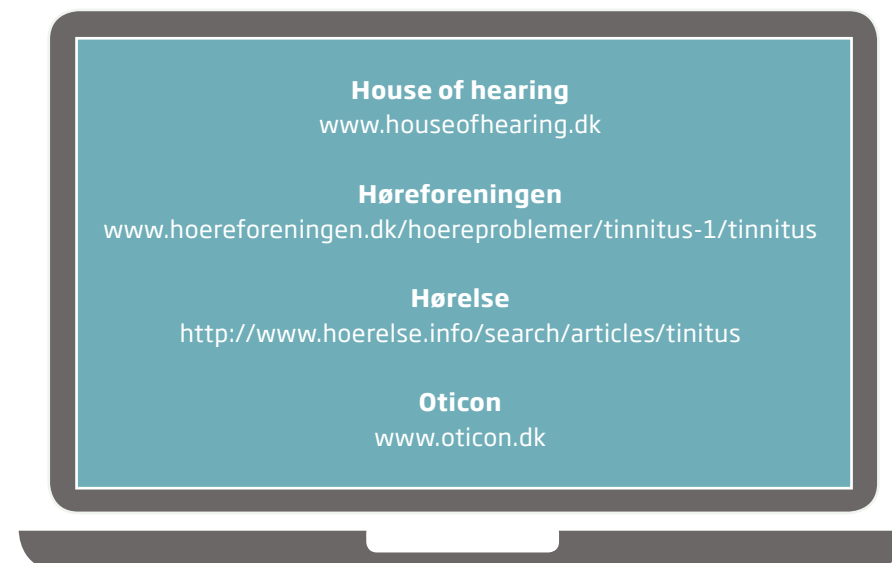 House of hearing
www.houseofhearing.dk
Høreforeningen
www.hoereforeningen.dk/hoereproblemer/tinnitus-1/tinnitus
Hørelse
http://www.hoerelse.info/search/articles/tinitus
Oticon
www.oticon.dk